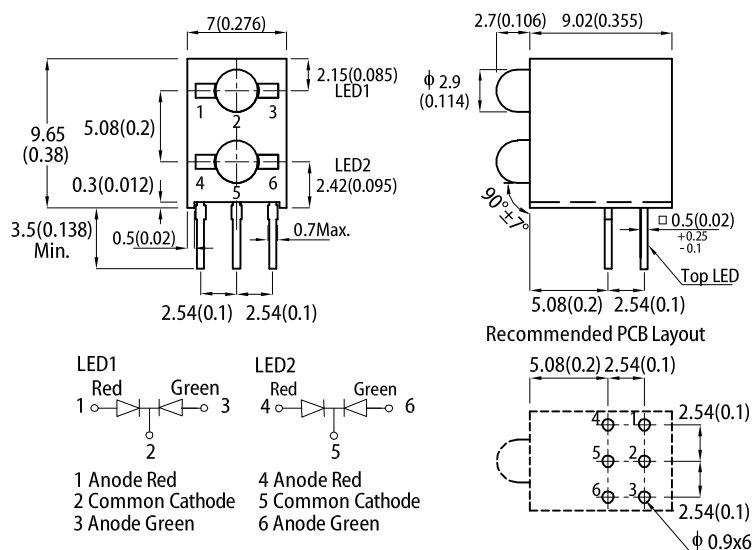 7(0.276)
2.15(0.085)
LED1
1
3
2
5.08(0.2)
9.65
(0.38)
4
6
5
LED2
2.42(0.095)
0.3(0.012)
3.5(0.138)
Min.
0.5(0.02)
0.7Max.
2.54(0.1)
2.54(0.1)
2.7(0.106)
9.02(0.355)
ϕ 2.9
(0.114)
90°±7°
□ 0.5(0.02)
+0.25
-0.1
Top LED
5.08(0.2)
2.54(0.1)
LED1
Red
Green
1
3
2
1 Anode Red
2 Common Cathode
3 Anode Green
LED2
Red
Green
4
6
5
4 Anode Red
5 Common Cathode
6 Anode Green
Recommended PCB Layout
5.08(0.2)
2.54(0.1)
4
1
2.54(0.1)
5
2
6
3
2.54(0.1)
ϕ 0.9x6